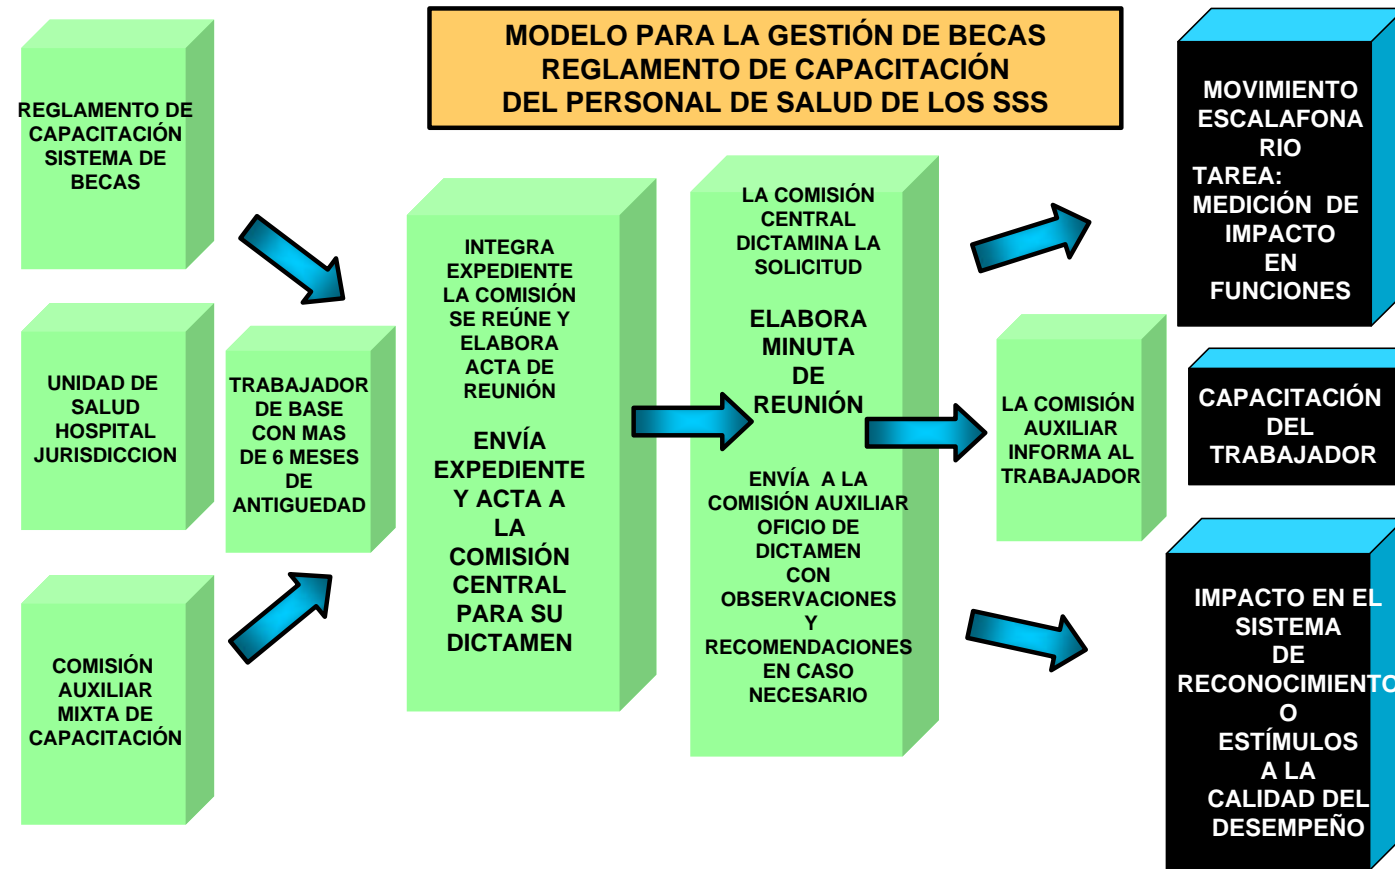 MODELO PARA LA GESTIÓN DE BECAS
REGLAMENTO DE CAPACITACIÓN
DEL PERSONAL DE SALUD DE LOS SSS
REGLAMENTO DE
CAPACITACIÓN
SISTEMA DE
BECAS
UNIDAD DE
SALUD
HOSPITAL
JURISDICCION
COMISIÓN
AUXILIAR
MIXTA DE
CAPACITACIÓN
TRABAJADOR
DE BASE
CON MAS
DE 6 MESES
DE
ANTIGUEDAD
INTEGRA
EXPEDIENTE
LA COMISIÓN
SE REÚNE Y
ELABORA
ACTA DE
REUNIÓN
ENVÍA
EXPEDIENTE
Y ACTA A
LA
COMISIÓN
CENTRAL
PARA SU
DICTAMEN
LA COMISIÓN
CENTRAL
DICTAMINA LA
SOLICITUD
ELABORA
MINUTA
DE
REUNIÓN
ENVÍA A LA
COMISIÓN AUXILIAR
OFICIO DE
DICTAMEN
CON
OBSERVACIONES
Y
RECOMENDACIONES
EN CASO
NECESARIO
LA COMISIÓN
AUXILIAR
INFORMA AL
TRABAJADOR
MOVIMIENTO
ESCALAFONA
RIO
TAREA:
MEDICIÓN DE
IMPACTO
EN
FUNCIONES
CAPACITACIÓN
DEL
TRABAJADOR
IMPACTO EN EL
SISTEMA
DE
RECONOCIMIENTO
O
ESTÍMULOS
A LA
CALIDAD DEL
DESEMPEÑO